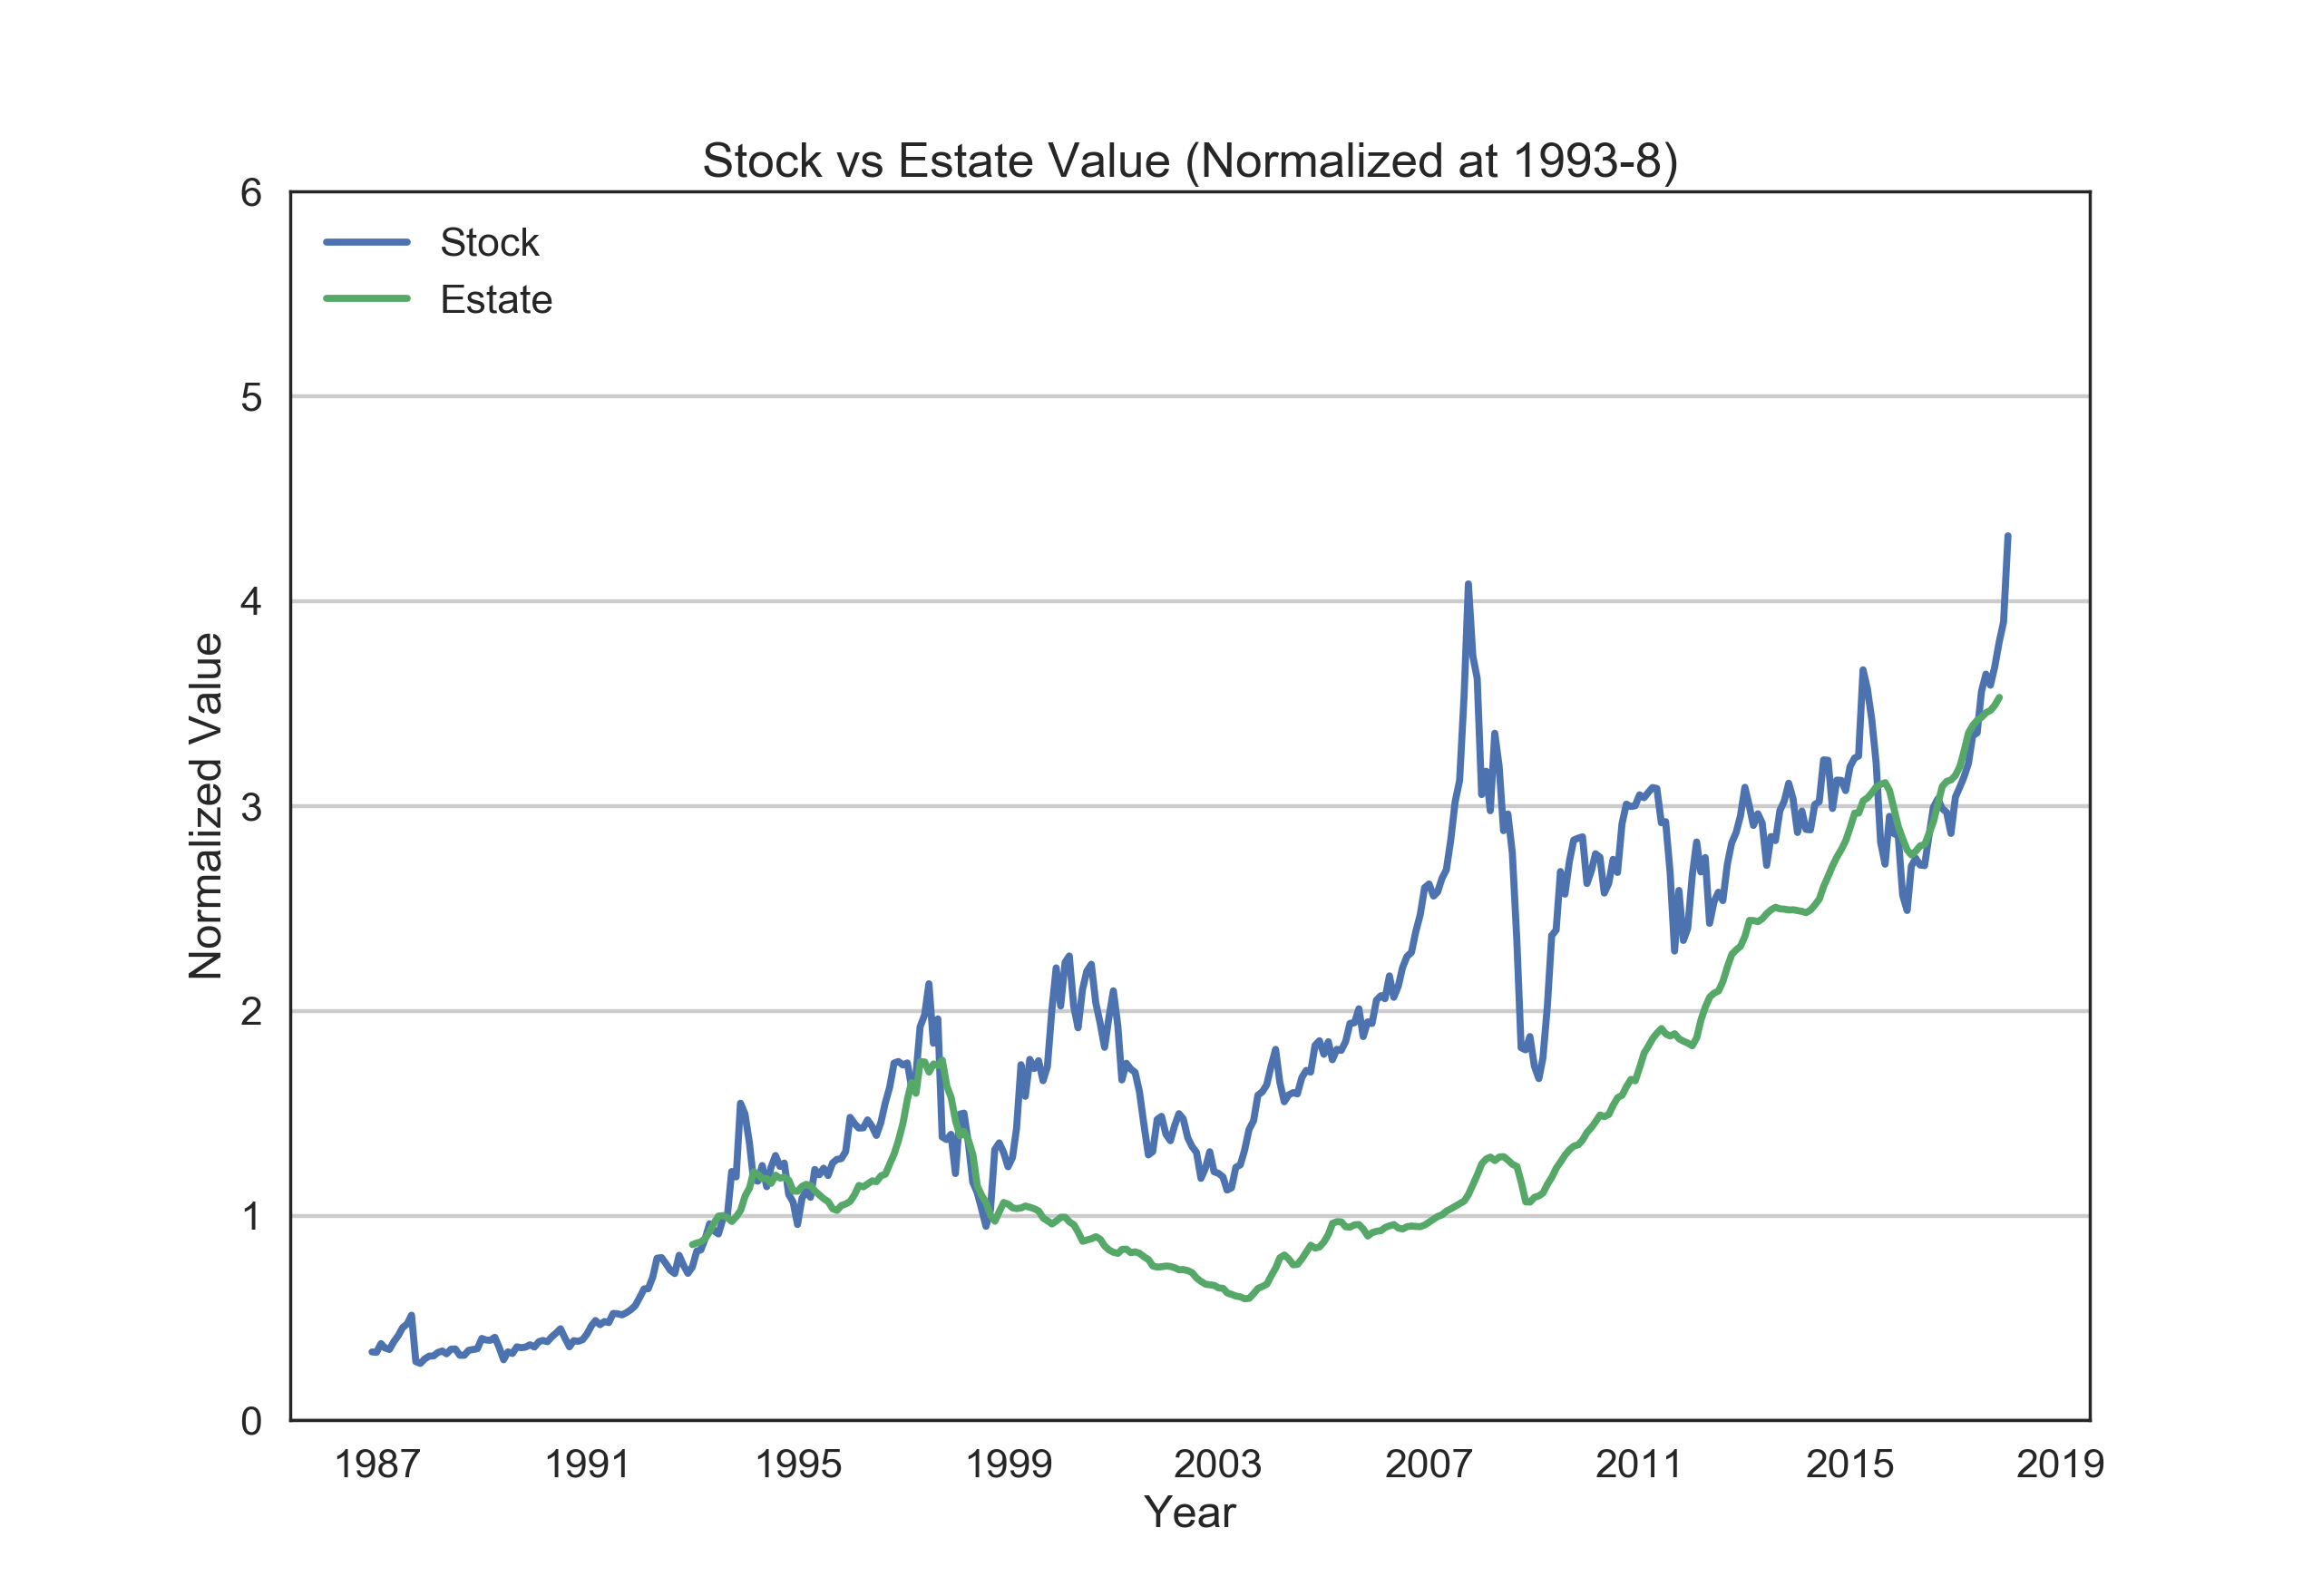 Stock vs Estate Value (Normalized at 1993-8)
6
5
4
3
2
1
0
Normalized Value
Stock
Estate
1987 1991 1995 1999 2003 2007 2011 2015 2019
Year